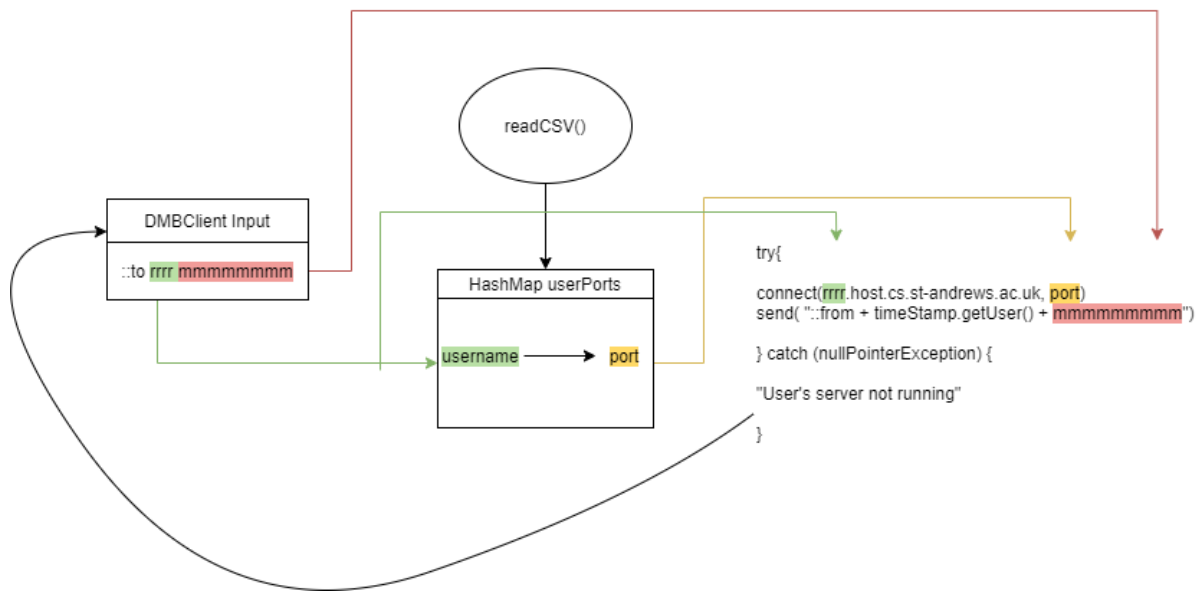 readCSV()
DMBClient Input
::to rrrr mmmmmmmm
HashMap userPorts
username
port
try{
connect(rrrr.host.cs.st-andrews.ac.uk, port)
send( "::from + timeStamp.getUser() + mmmmmmmmm")
} catch (nullPointerException) {
"User's server not running"
}